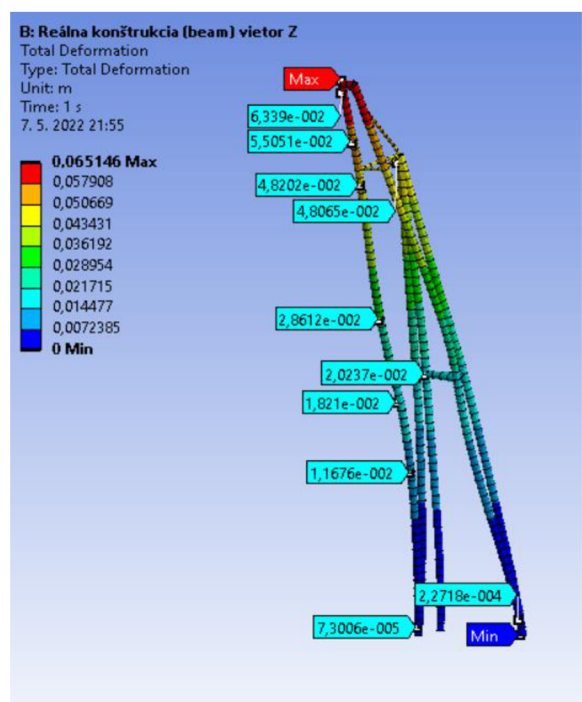 B: Reálna konštrukcia (beam) vietor Z
Total Deformation
Type: Total Deformation
Unit: m
Time: 1 s
7. 5. 2022 21:55
0,065146 Max
0,057908
0,050669
0,043431
0,036192
0,028954
0,021715
0,014477
0,0072385
0 Min
Max
6,339e-002
5,5051e-002
4,8202e-002
4,8065e-002
2,8612e-002
2,0237e-002
1,821e-002
1,1676e-002
2,2718e-004
7,3006e-005
Min